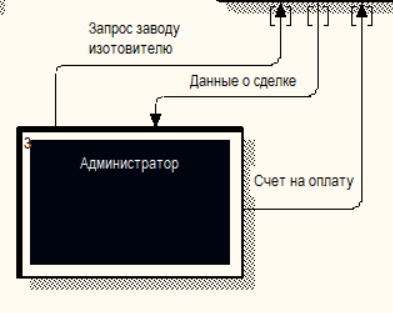 Запрос заводу
изотовителю
Данные о сделке
3
Администратор
Счет на оплату